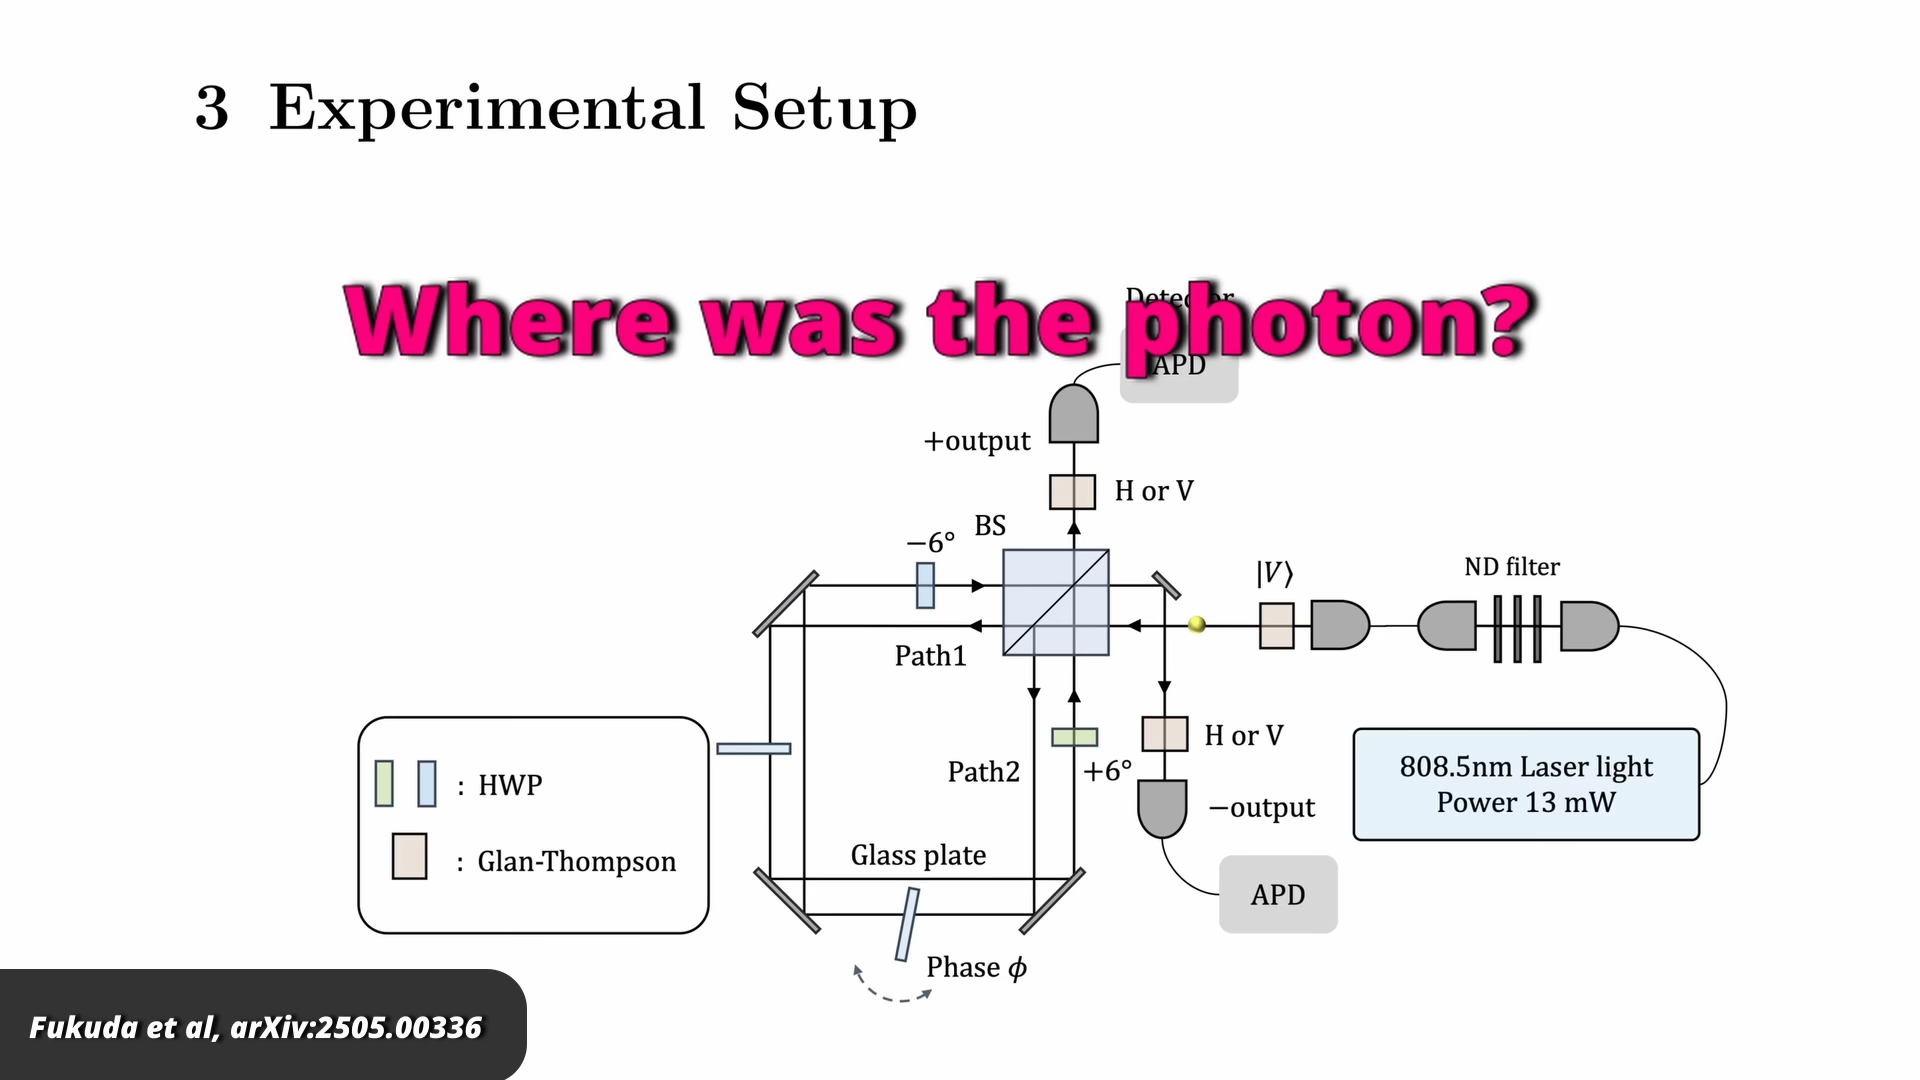 3 Experimental Setup
Where was the photon?
Detector
APD
+output
H or V
BS
−6°
|V⟩
ND filter
Path1
H or V
Path2
+6°
−output
808.5nm Laser light
Power 13 mW
: HWP
: Glan-Thompson
Glass plate
APD
Phase ϕ
Fukuda et al, arXiv:2505.00336